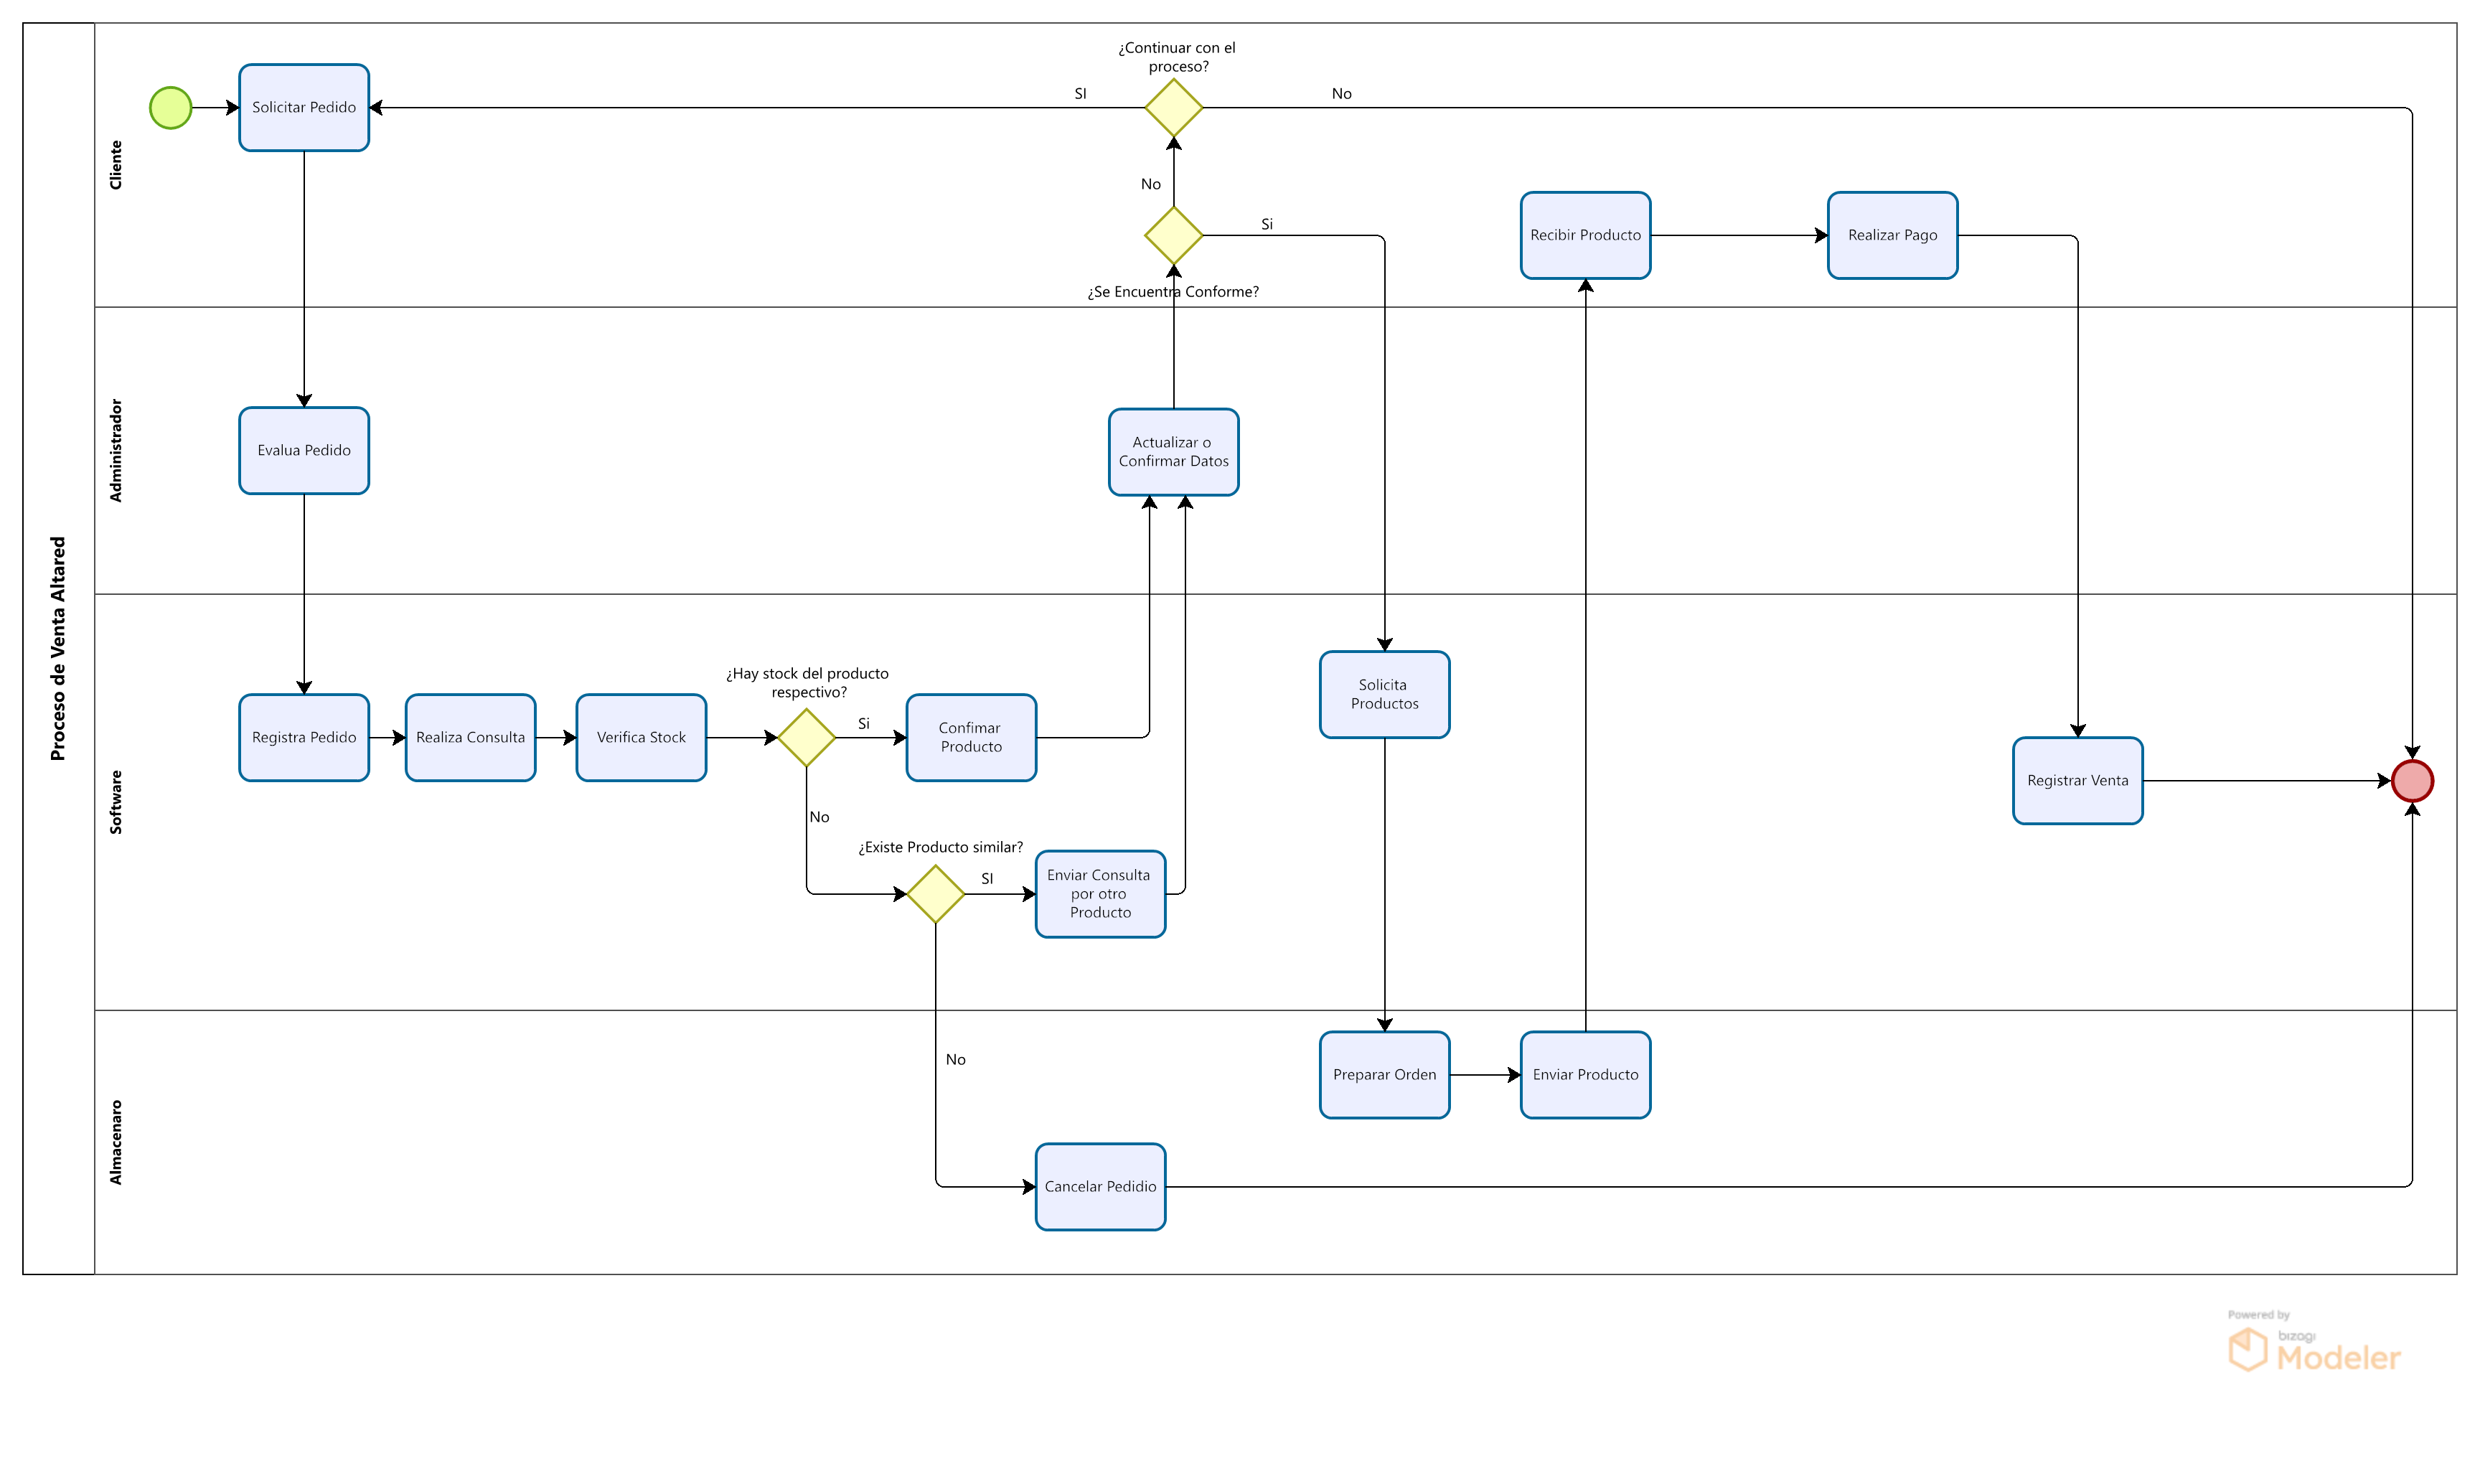 Proceso de Venta Altared
Cliente
¿Continuar con el
proceso?
Solicitar Pedido
SI
No
No
Si
¿Se Encuentra Conforme?
Recibir Producto
Realizar Pago
Administrador
Evalua Pedido
Actualizar o
Confirmar Datos
Software
Registra Pedido
Realiza Consulta
Verifica Stock
¿Hay stock del producto
respectivo?
Si
Confimar
Producto
No
¿Existe Producto similar?
SI
Enviar Consulta
por otro
Producto
Solicita
Productos
Registrar Venta
Almacenaro
No
Preparar Orden
Enviar Producto
Cancelar Pedidio
Powered by
bizagi
Modeler